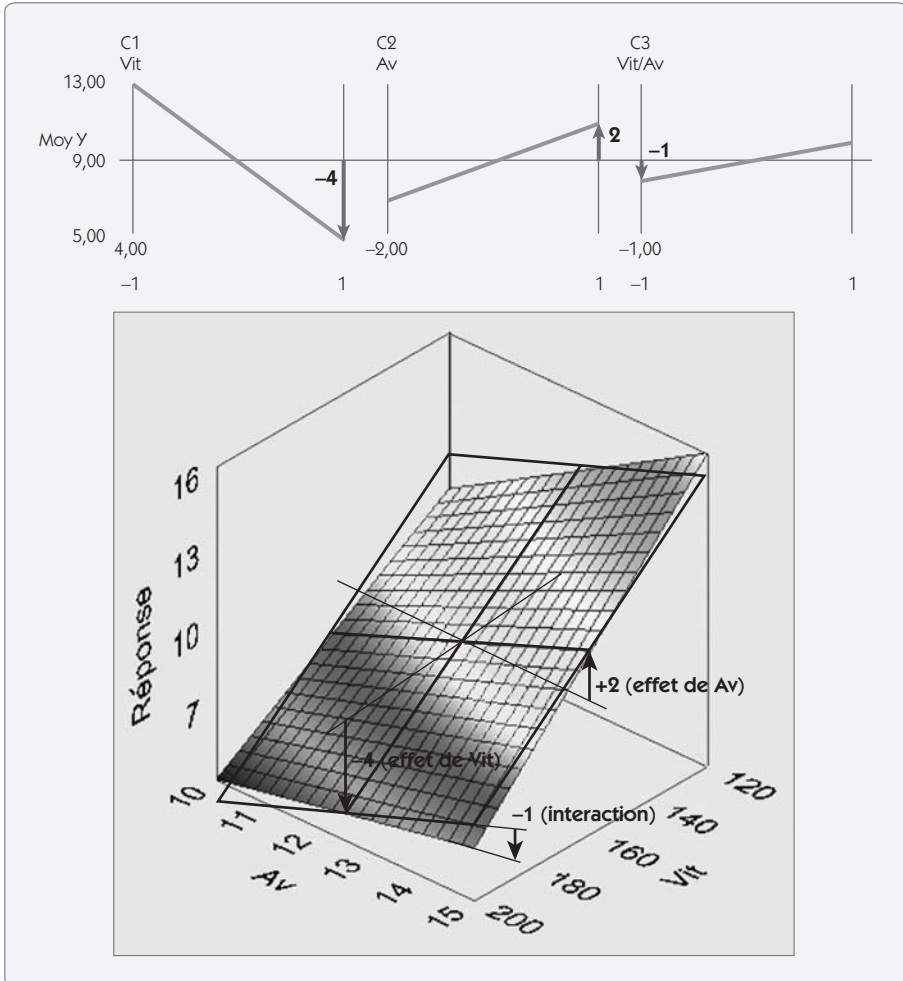 C1 C2 C3
Vit Av Vit/Av
13,00
Moy Y
9,00
5,00
–4
2
–1
4,00 –2,00 –1,00
–1 1 1 –1 1
16
13
10
7
Réponse
+2 (effet de Av)
–4 (effet de Vit)
–1 (interaction)
10
11
12
13
14
15
Av
120
140
160
180
200
Vit